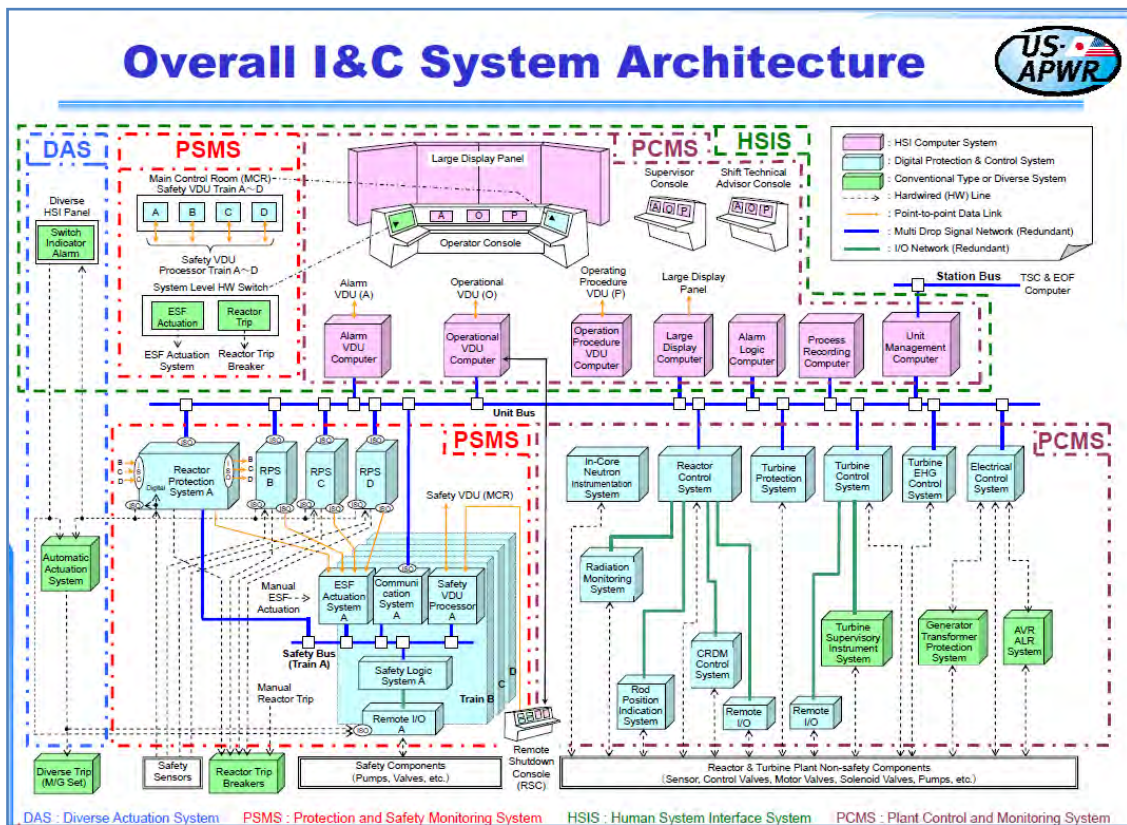 Overall I&C System Architecture
US-
APWR
DAS
PSMS
PCMS
HSIS
Large Display Panel
Main Control Room (MCR)
Safety VDU Train A~D
A B C D
Safety VDU
Processor Train A~D
System Level HW Switch
ESF
Actuation
Reactor
Trip
ESF Actuation
System
Reactor Trip
Breaker
Diverse
HSI Panel
Switch
Indicator
Alarm
A O P
Operator Console
Supervisor
Console
A O P
Shift Technical
Advisor Console
A O P
: HSI Computer System
: Digital Protection & Control System
: Conventional Type or Diverse System
: Hardwired (HW) Line
: Point-to-point Data Link
: Multi Drop Signal Network (Redundant)
: I/O Network (Redundant)
Station Bus
TSC & EOF
Computer
Alarm
VDU (A)
Operational
VDU (O)
Operating
Procedure
VDU (P)
Large Display
Panel
Alarm
VDU
Computer
Operational
VDU
Computer
Operation
Procedure
VDU
Computer
Large
Display
Computer
Alarm
Logic
Computer
Process
Recording
Computer
Unit
Management
Computer
Unit Bus
PSMS
PCMS
ISO
ISO
ISO
ISO
B
C
D
ISO
Reactor
Protection
System A
ISO
B
C
D
RPS
B
RPS
C
RPS
D
ISO
Digital
ISO
ISO
ISO
Safety VDU (MCR)
Automatic
Actuation
System
Manual
ESF
Actuation
ESF
Actuation
System
A
ISO
Communi
cation
System A
Safety
VDU
Processor
A
Safety Bus
(Train A)
Safety Logic
System A
D
C
Train B
Manual
Reactor Trip
ISO
Remote I/O
A
Remote
Shutdown
Console
(RSC)
In-Core
Neutron
Instrumentation
System
Reactor
Control
System
Turbine
Protection
System
Turbine
Control
System
Turbine
EHG
Control
System
Electrical
Control
System
Radiation
Monitoring
System
Rod
Position
Indication
System
CRDM
Control
System
Remote
I/O
Remote
I/O
Turbine
Supervisory
Instrument
System
Generator
Transformer
Protection
System
AVR
ALR
System
Diverse Trip
(M/G Set)
Safety
Sensors
Reactor Trip
Breakers
Safety Components
(Pumps, Valves, etc.)
Reactor & Turbine Plant Non-safety Components
(Sensor, Control Valves, Motor Valves, Solenoid Valves, Pumps, etc.)
DAS : Diverse Actuation System PSMS : Protection and Safety Monitoring System HSIS : Human System Interface System PCMS : Plant Control and Monitoring System